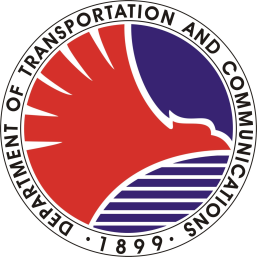 DEPARTMENT OF TRANSPORTATION AND COMMUNICATIONS
· 1899 ·